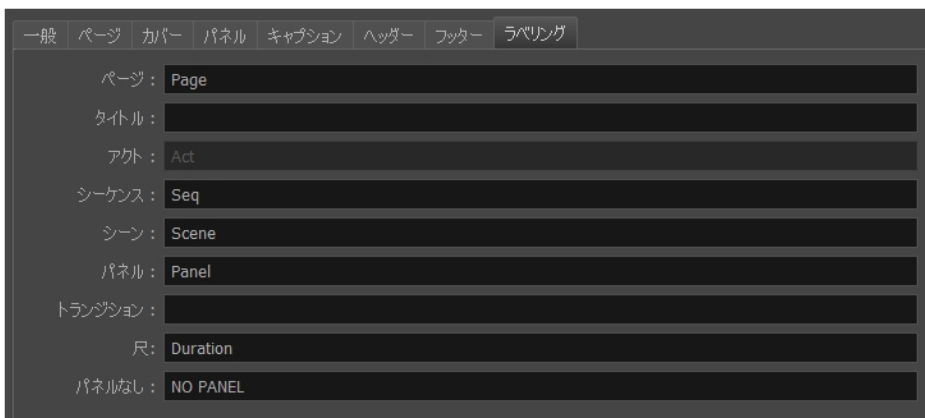 一般 ページ カバー パネル キャプション ヘッダー フッター ラベリング
ページ： Page
タイトル：
アクト： Act
シーケンス： Seq
シーン： Scene
パネル： Panel
トランジション：
尺: Duration
パネルなし： NO PANEL